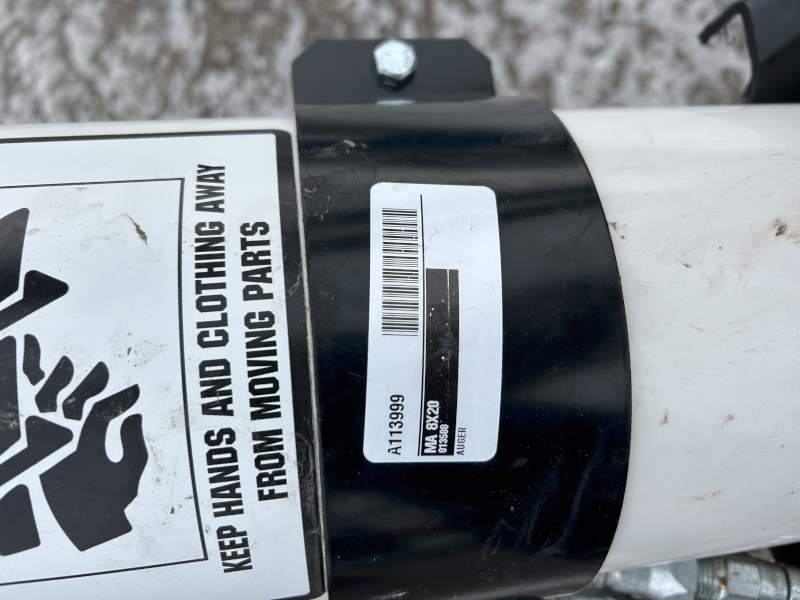 KEEP HANDS AND CLOTHING AWAY
FROM MOVING PARTS
A113999
MA 8X20
013580
AUGER